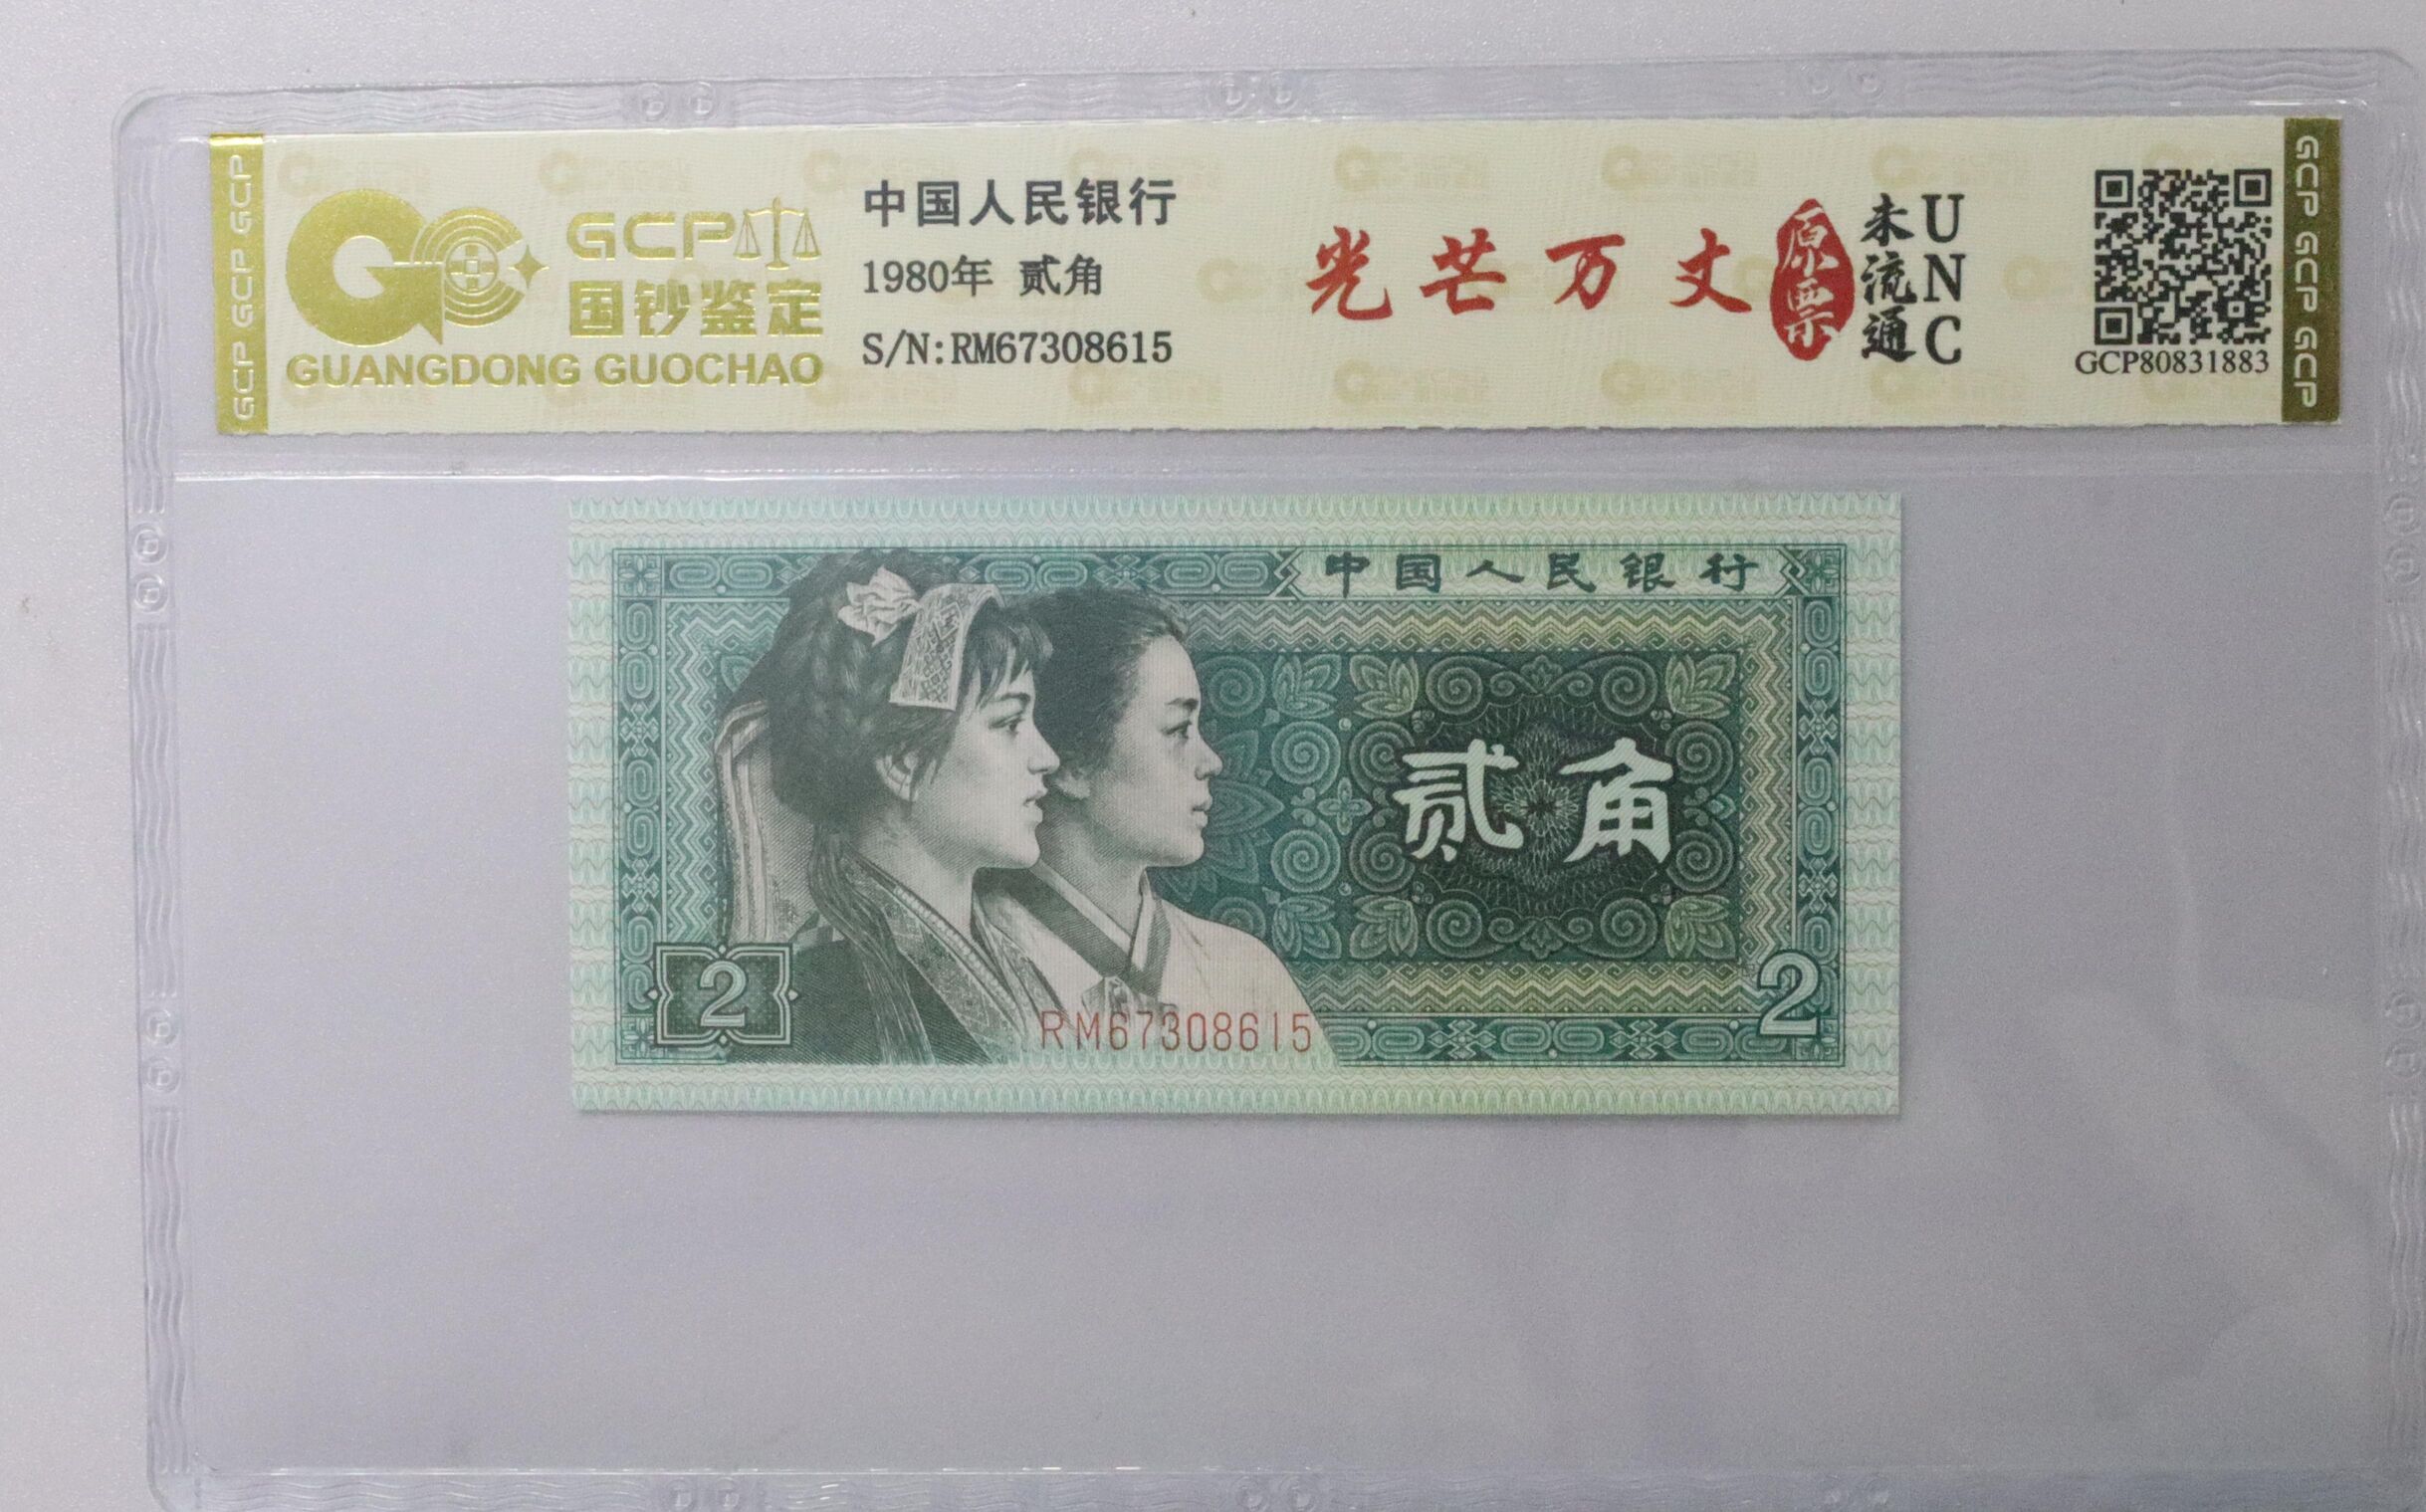 GCP GCP GCP
GCP
国钞鉴定
GUANGDONG GUOCHAO
中国人民银行
1980年 贰角
S/N:RM67308615
光芒万丈
原票
未流通
UNC
GCP80831883
GCP GCP GCP
中国人民银行
贰角
2
2
RM67308615